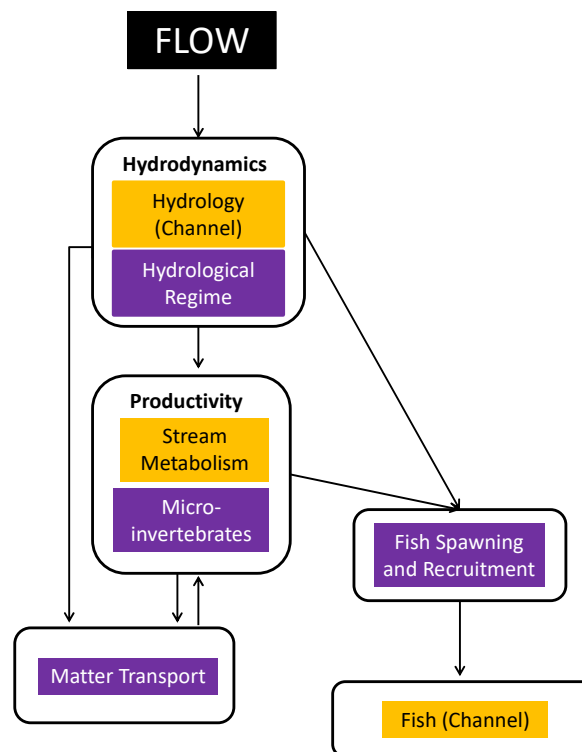 FLOW
Hydrodynamics
Hydrology
(Channel)
Hydrological
Regime
Productivity
Stream
Metabolism
Micro-
invertebrates
Fish Spawning
and Recruitment
Matter Transport
Fish (Channel)